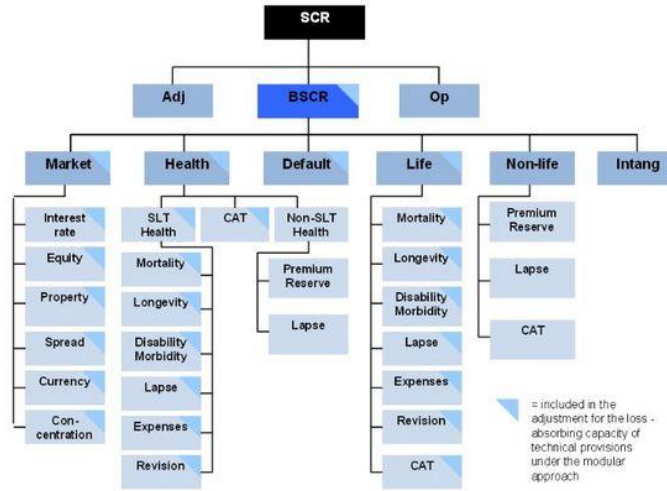 SCR
Adj
BSCR
Op
Market
Health
Default
Life
Non-life
Intang
Interest
rate
Equity
Property
Spread
Currency
Con-
centration
SLT
Health
CAT
Non-SLT
Health
Mortality
Longevity
Disability
Morbidity
Lapse
Expenses
Revision
Premium
Reserve
Lapse
Mortality
Longevity
Disability
Morbidity
Lapse
Expenses
Revision
CAT
Premium
Reserve
Lapse
CAT
= included in the
adjustment for the loss -
absorbing capacity of
technical provisions
under the modular
approach